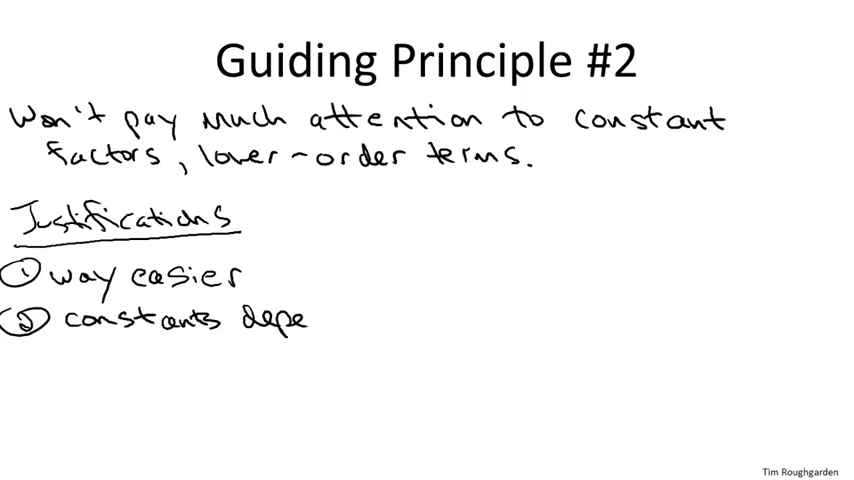 Guiding Principle #2
Won't pay much attention to constant
factors, lower-order terms.
Justifications
① way easier
② constants depe
Tim Roughgarden